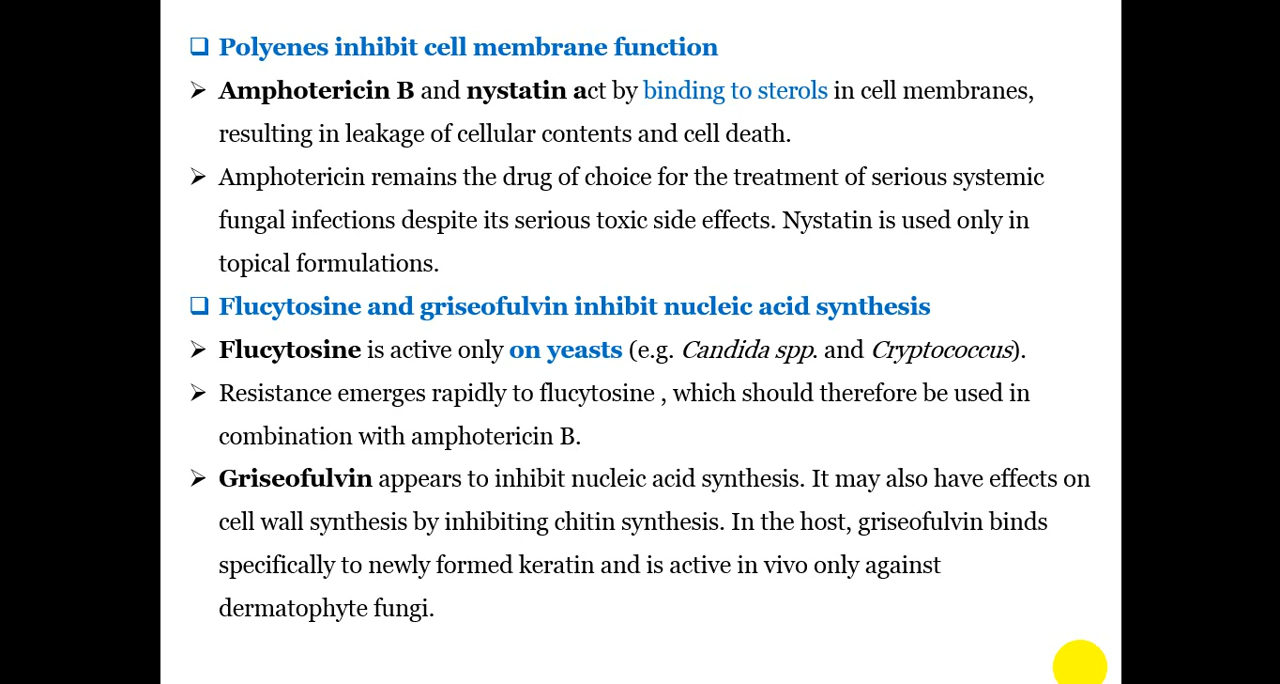 ❑ Polyenes inhibit cell membrane function
➢ Amphotericin B and nystatin act by binding to sterols in cell membranes,
resulting in leakage of cellular contents and cell death.
➢ Amphotericin remains the drug of choice for the treatment of serious systemic
fungal infections despite its serious toxic side effects. Nystatin is used only in
topical formulations.
❑ Flucytosine and griseofulvin inhibit nucleic acid synthesis
➢ Flucytosine is active only on yeasts (e.g. Candida spp. and Cryptococcus).
➢ Resistance emerges rapidly to flucytosine , which should therefore be used in
combination with amphotericin B.
➢ Griseofulvin appears to inhibit nucleic acid synthesis. It may also have effects on
cell wall synthesis by inhibiting chitin synthesis. In the host, griseofulvin binds
specifically to newly formed keratin and is active in vivo only against
dermatophyte fungi.